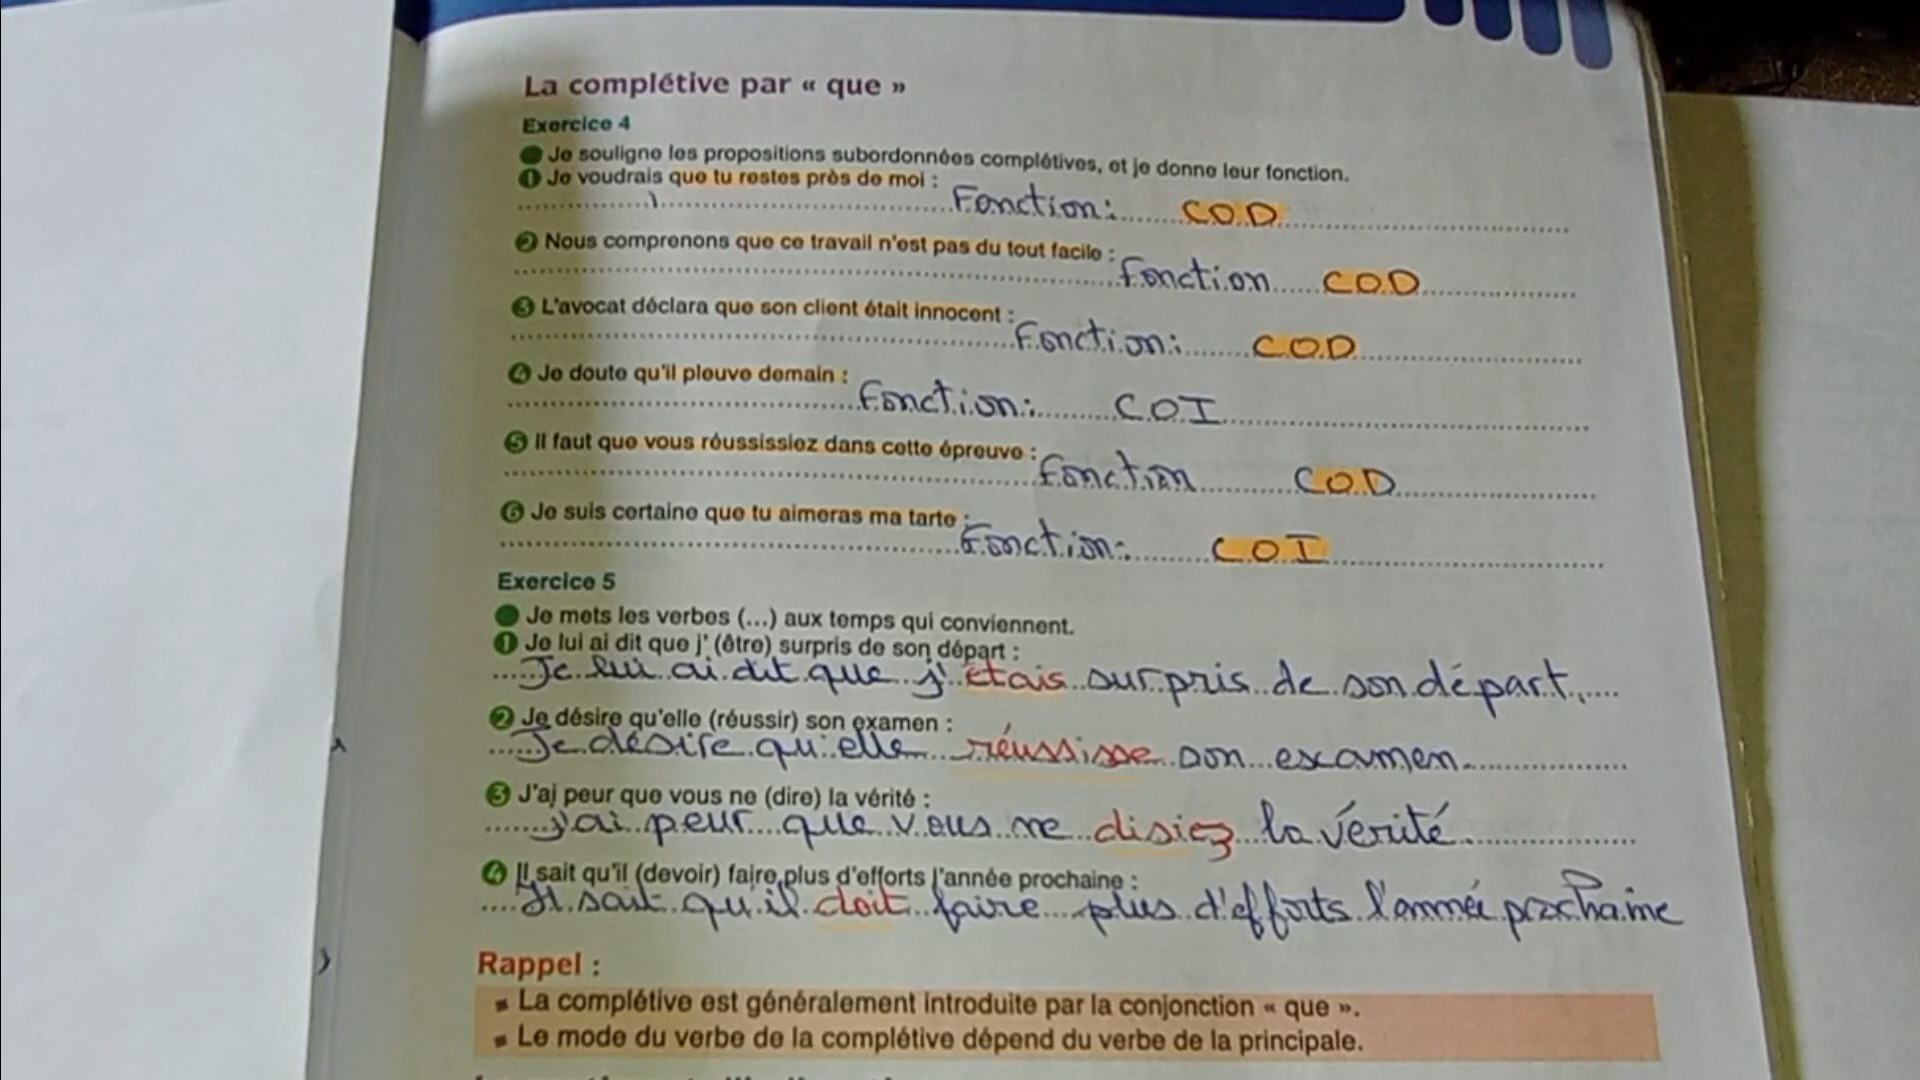 La complétive par « que »
Exercice 4
Je souligne les propositions subordonnées complétives, et je donne leur fonction.
1 Je voudrais que tu restes près de moi :
Fonction: COD
2 Nous comprenons que ce travail n'est pas du tout facile :
Fonction COD
3 L'avocat déclara que son client était innocent :
Fonction: COD
4 Je doute qu'il pleuve demain :
Fonction: COI
5 Il faut que vous réussissiez dans cette épreuve :
Fonction COD
6 Je suis certaine que tu aimeras ma tarte :
Fonction: COI
Exercice 5
Je mets les verbes (...) aux temps qui conviennent.
1 Je lui ai dit que j' (être) surpris de son départ :
Je lui ai dit que j' étais surpris de son départ.
2 Je désire qu'elle (réussir) son examen :
Je désire qu'elle réussisse son examen.
3 J'ai peur que vous ne (dire) la vérité :
J'ai peur que vous ne disiez la vérité.
4 Il sait qu'il (devoir) faire plus d'efforts l'année prochaine :
Il sait qu'il doit faire plus d'efforts l'année prochaine
Rappel :
La complétive est généralement introduite par la conjonction « que ».
Le mode du verbe de la complétive dépend du verbe de la principale.